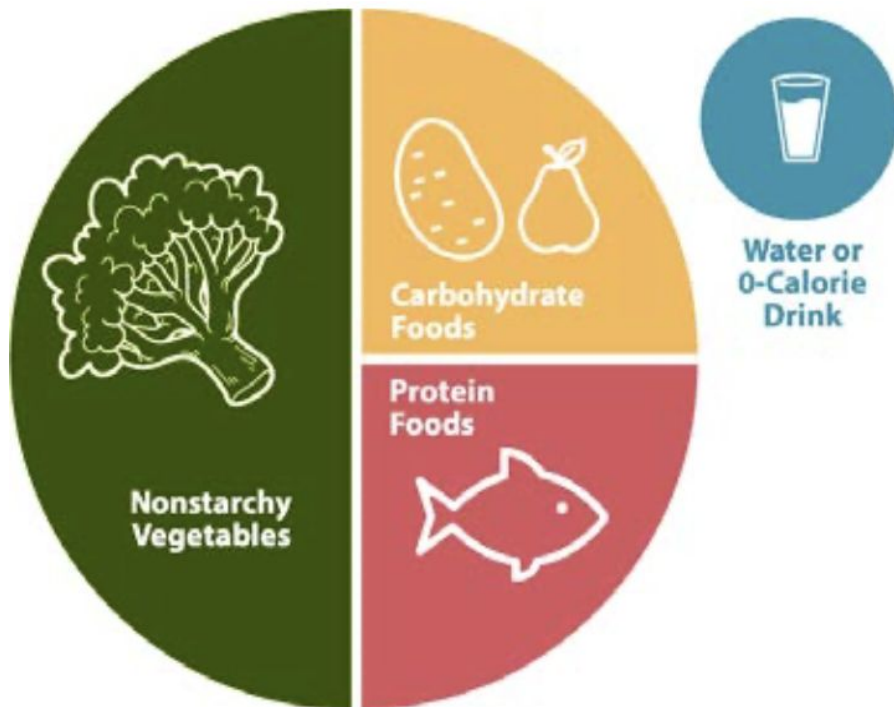 Nonstarchy
Vegetables
Carbohydrate
Foods
Protein
Foods
Water or
0-Calorie
Drink